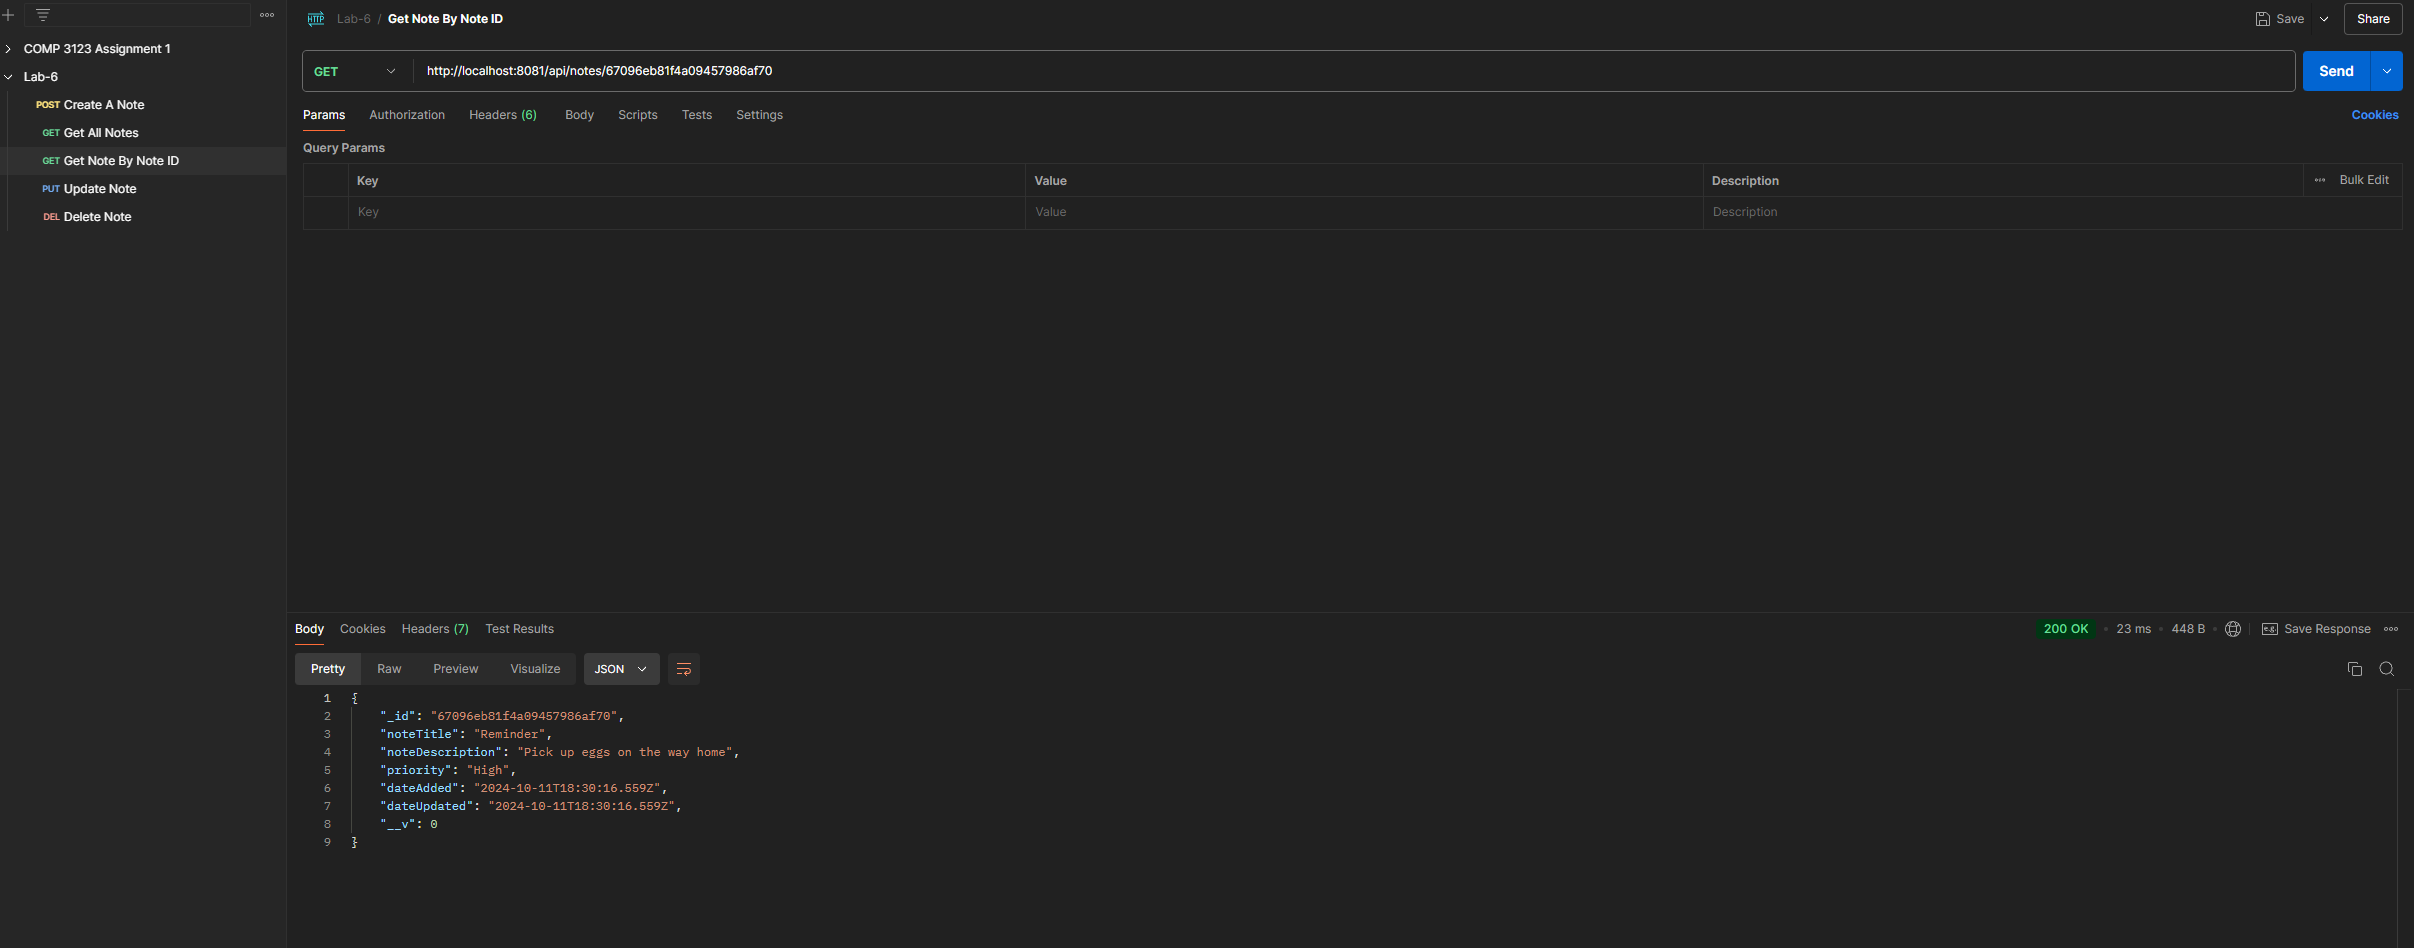 COMP 3123 Assignment 1
Lab-6
POST Create A Note
GET Get All Notes
GET Get Note By Note ID
PUT Update Note
DEL Delete Note
HTTP Lab-6 / Get Note By Note ID Save Share
GET http://localhost:8081/api/notes/67096eb81f4a09457986af70 Send
Params Authorization Headers (6) Body Scripts Tests Settings Cookies
Query Params
Key Value Description Bulk Edit
Key Value Description
Body Cookies Headers (7) Test Results 200 OK 23 ms 448 B e.g. Save Response
Pretty Raw Preview Visualize JSON
1 {
2 "_id": "67096eb81f4a09457986af70",
3 "noteTitle": "Reminder",
4 "noteDescription": "Pick up eggs on the way home",
5 "priority": "High",
6 "dateAdded": "2024-10-11T18:30:16.559Z",
7 "dateUpdated": "2024-10-11T18:30:16.559Z",
8 "__v": 0
9 }